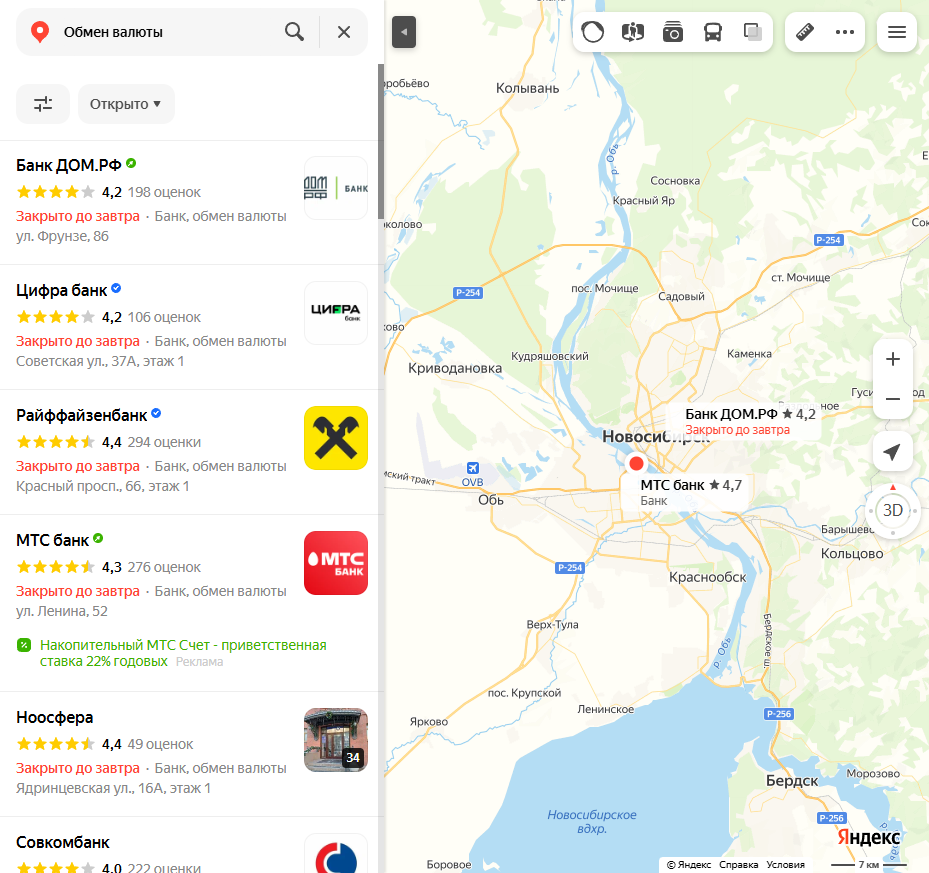 Обмен валюты
Открыто
Банк ДОМ.РФ
4,2 198 оценок
Закрыто до завтра · Банк, обмен валюты
ул. Фрунзе, 86
ДОМ РФ БАНК
Цифра банк
4,2 106 оценок
Закрыто до завтра · Банк, обмен валюты
Советская ул., 37А, этаж 1
ЦИФРА
банк
Райффайзенбанк
4,4 294 оценки
Закрыто до завтра · Банк, обмен валюты
Красный просп., 66, этаж 1
МТС банк
4,3 276 оценок
Закрыто до завтра · Банк, обмен валюты
ул. Ленина, 52
МТС
БАНК
Накопительный МТС Счет - приветственная
ставка 22% годовых Реклама
Ноосфера
4,4 49 оценок
Закрыто до завтра · Банк, обмен валюты
Ядринцевская ул., 16А, этаж 1
34
Совкомбанк
4,0 222 оценки
Колывань
р. Обь
Сосновка
Красный Яр
Р-254
ст. Мочище
пос. Мочище
Р-254
Садовый
Кудряшовский
Каменка
Криводановка
Банк ДОМ.РФ ★ 4,2
Закрыто до завтра
Новосибирск
OVB
МТС банк ★ 4,7
Банк
Обь
3D
Барышево
Кольцово
Р-254
Краснообск
Верх-Тула
Бердское ш.
р. Обь
пос. Крупской
Ленинское
Р-256
Ярково
Бердск
Морозово
Новосибирское
вдхр.
Р-256
Яндекс
Боровое
© Яндекс Справка Условия
7 км